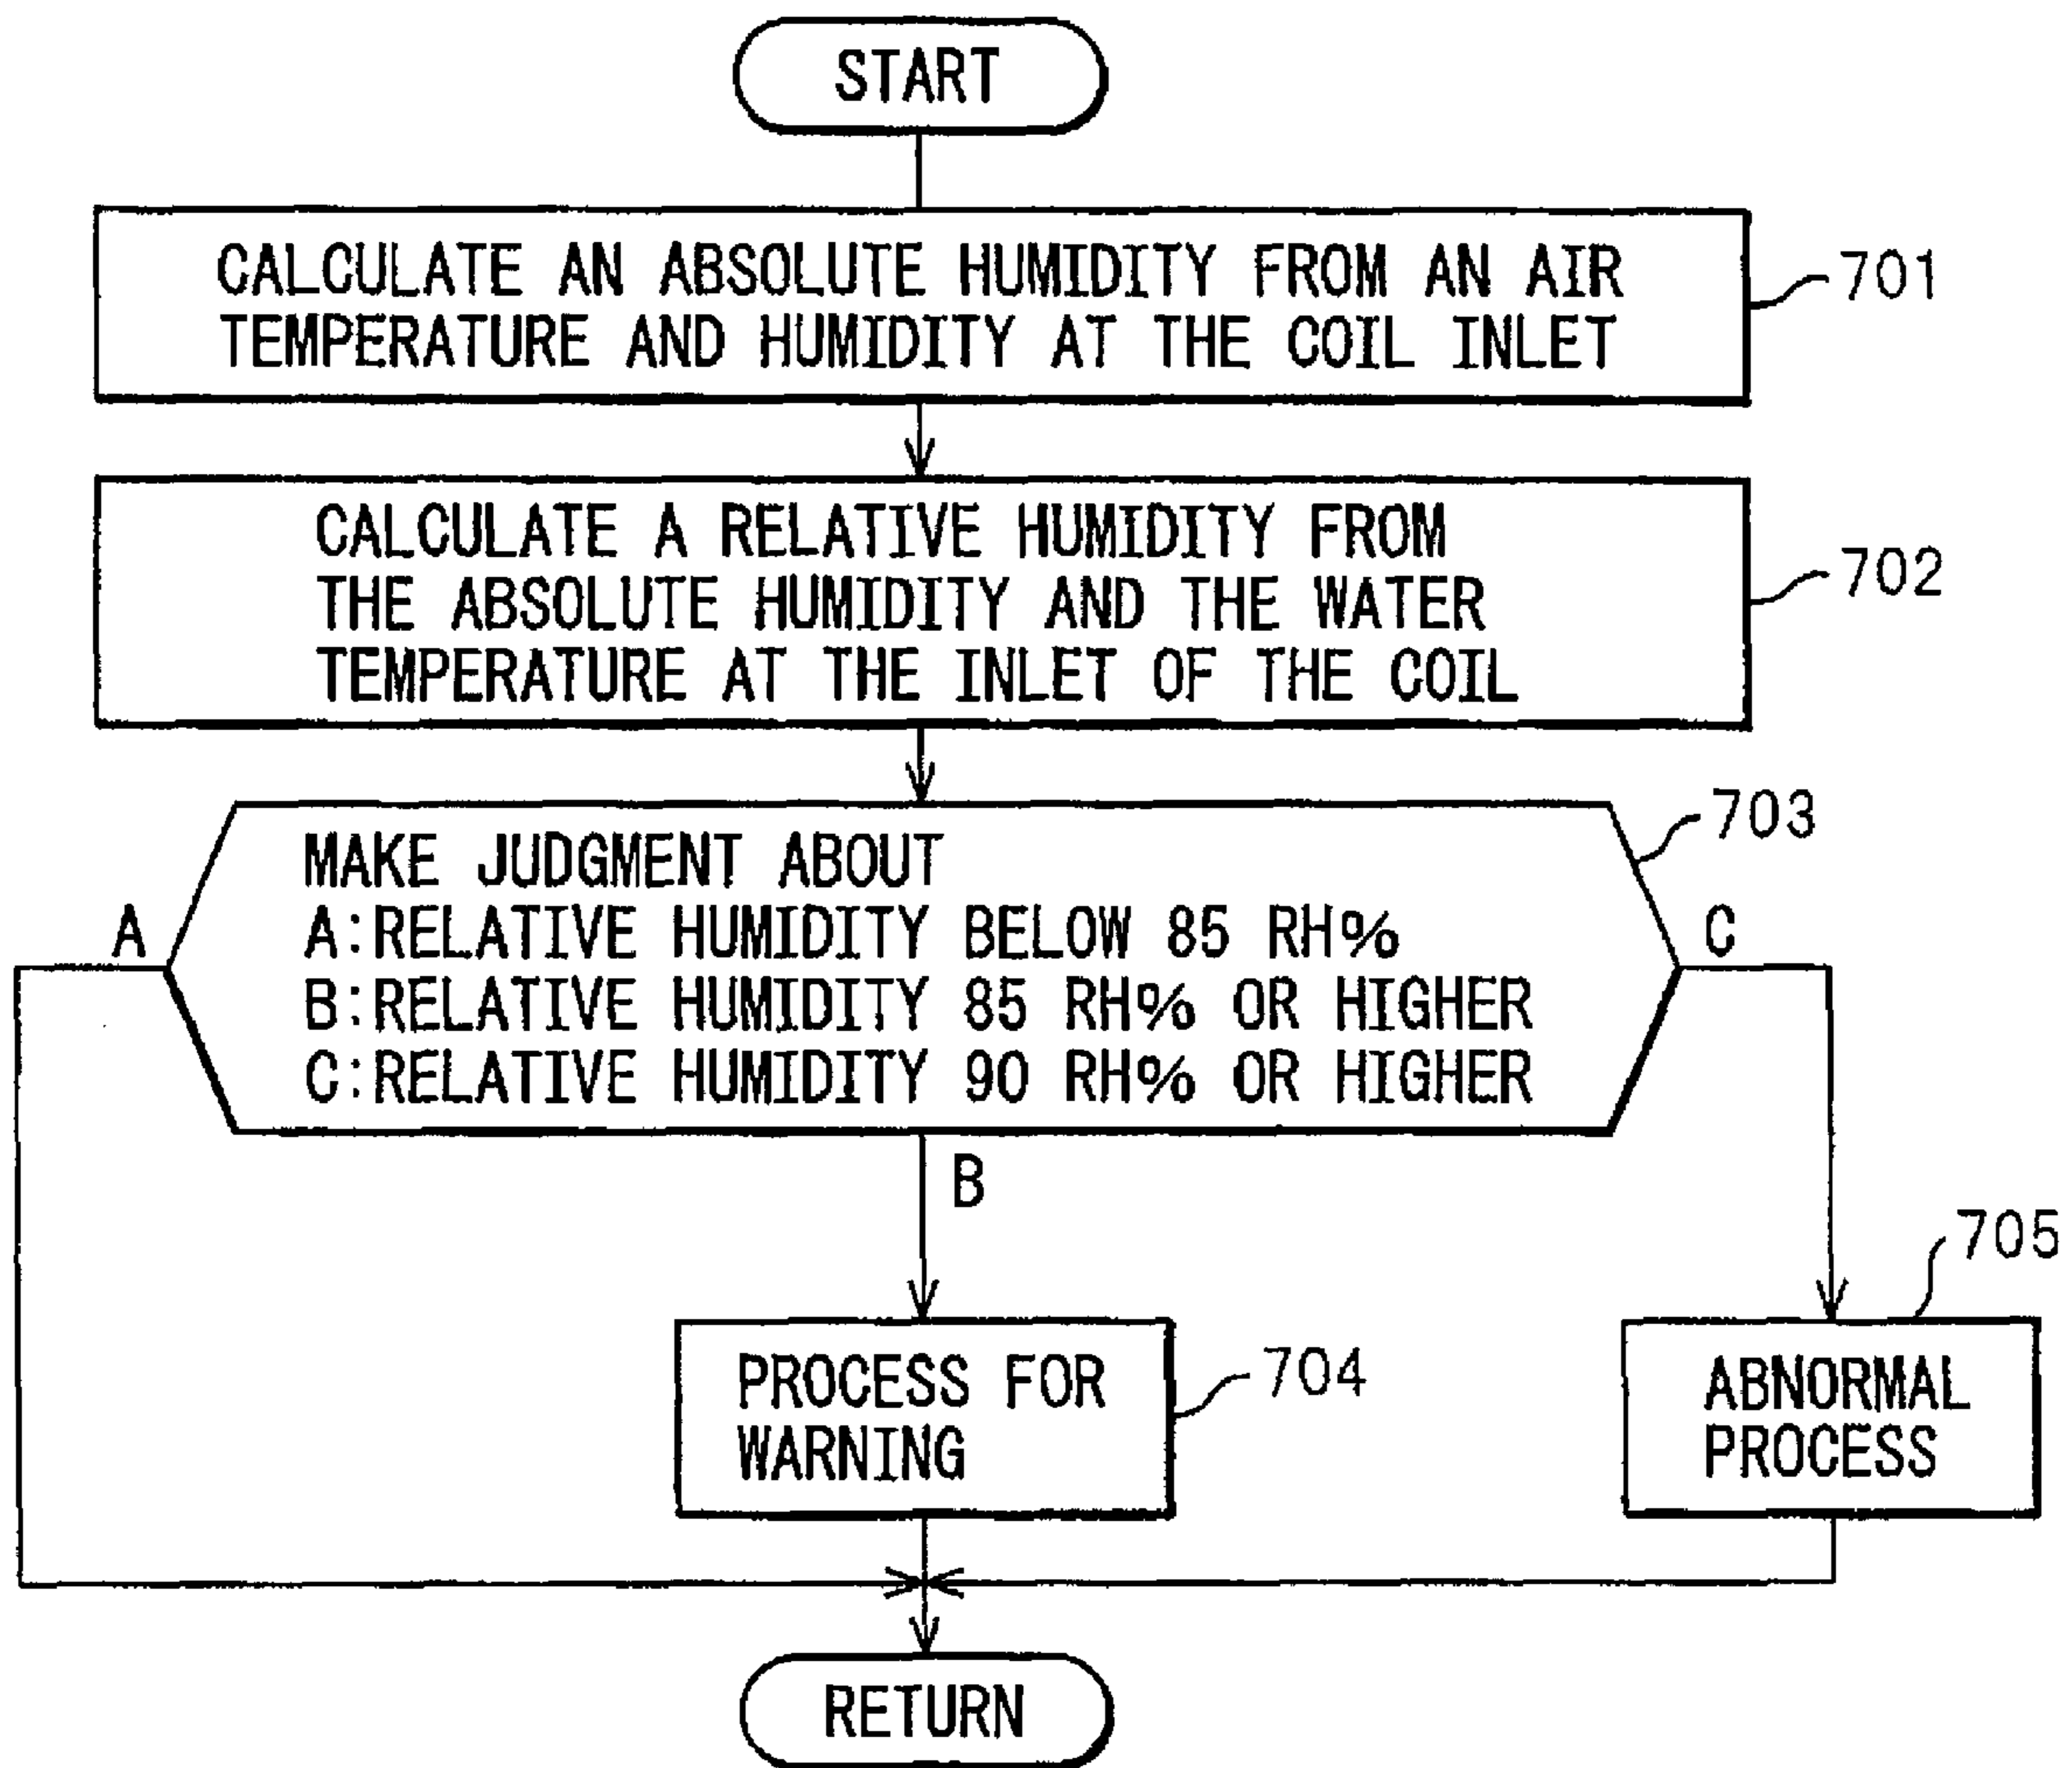 START
CALCULATE AN ABSOLUTE HUMIDITY FROM AN AIR
TEMPERATURE AND HUMIDITY AT THE COIL INLET
701
CALCULATE A RELATIVE HUMIDITY FROM
THE ABSOLUTE HUMIDITY AND THE WATER
TEMPERATURE AT THE INLET OF THE COIL
702
703
MAKE JUDGMENT ABOUT
A:RELATIVE HUMIDITY BELOW 85 RH%
B:RELATIVE HUMIDITY 85 RH% OR HIGHER
C:RELATIVE HUMIDITY 90 RH% OR HIGHER
A
C
B
705
PROCESS FOR
WARNING
704
ABNORMAL
PROCESS
RETURN